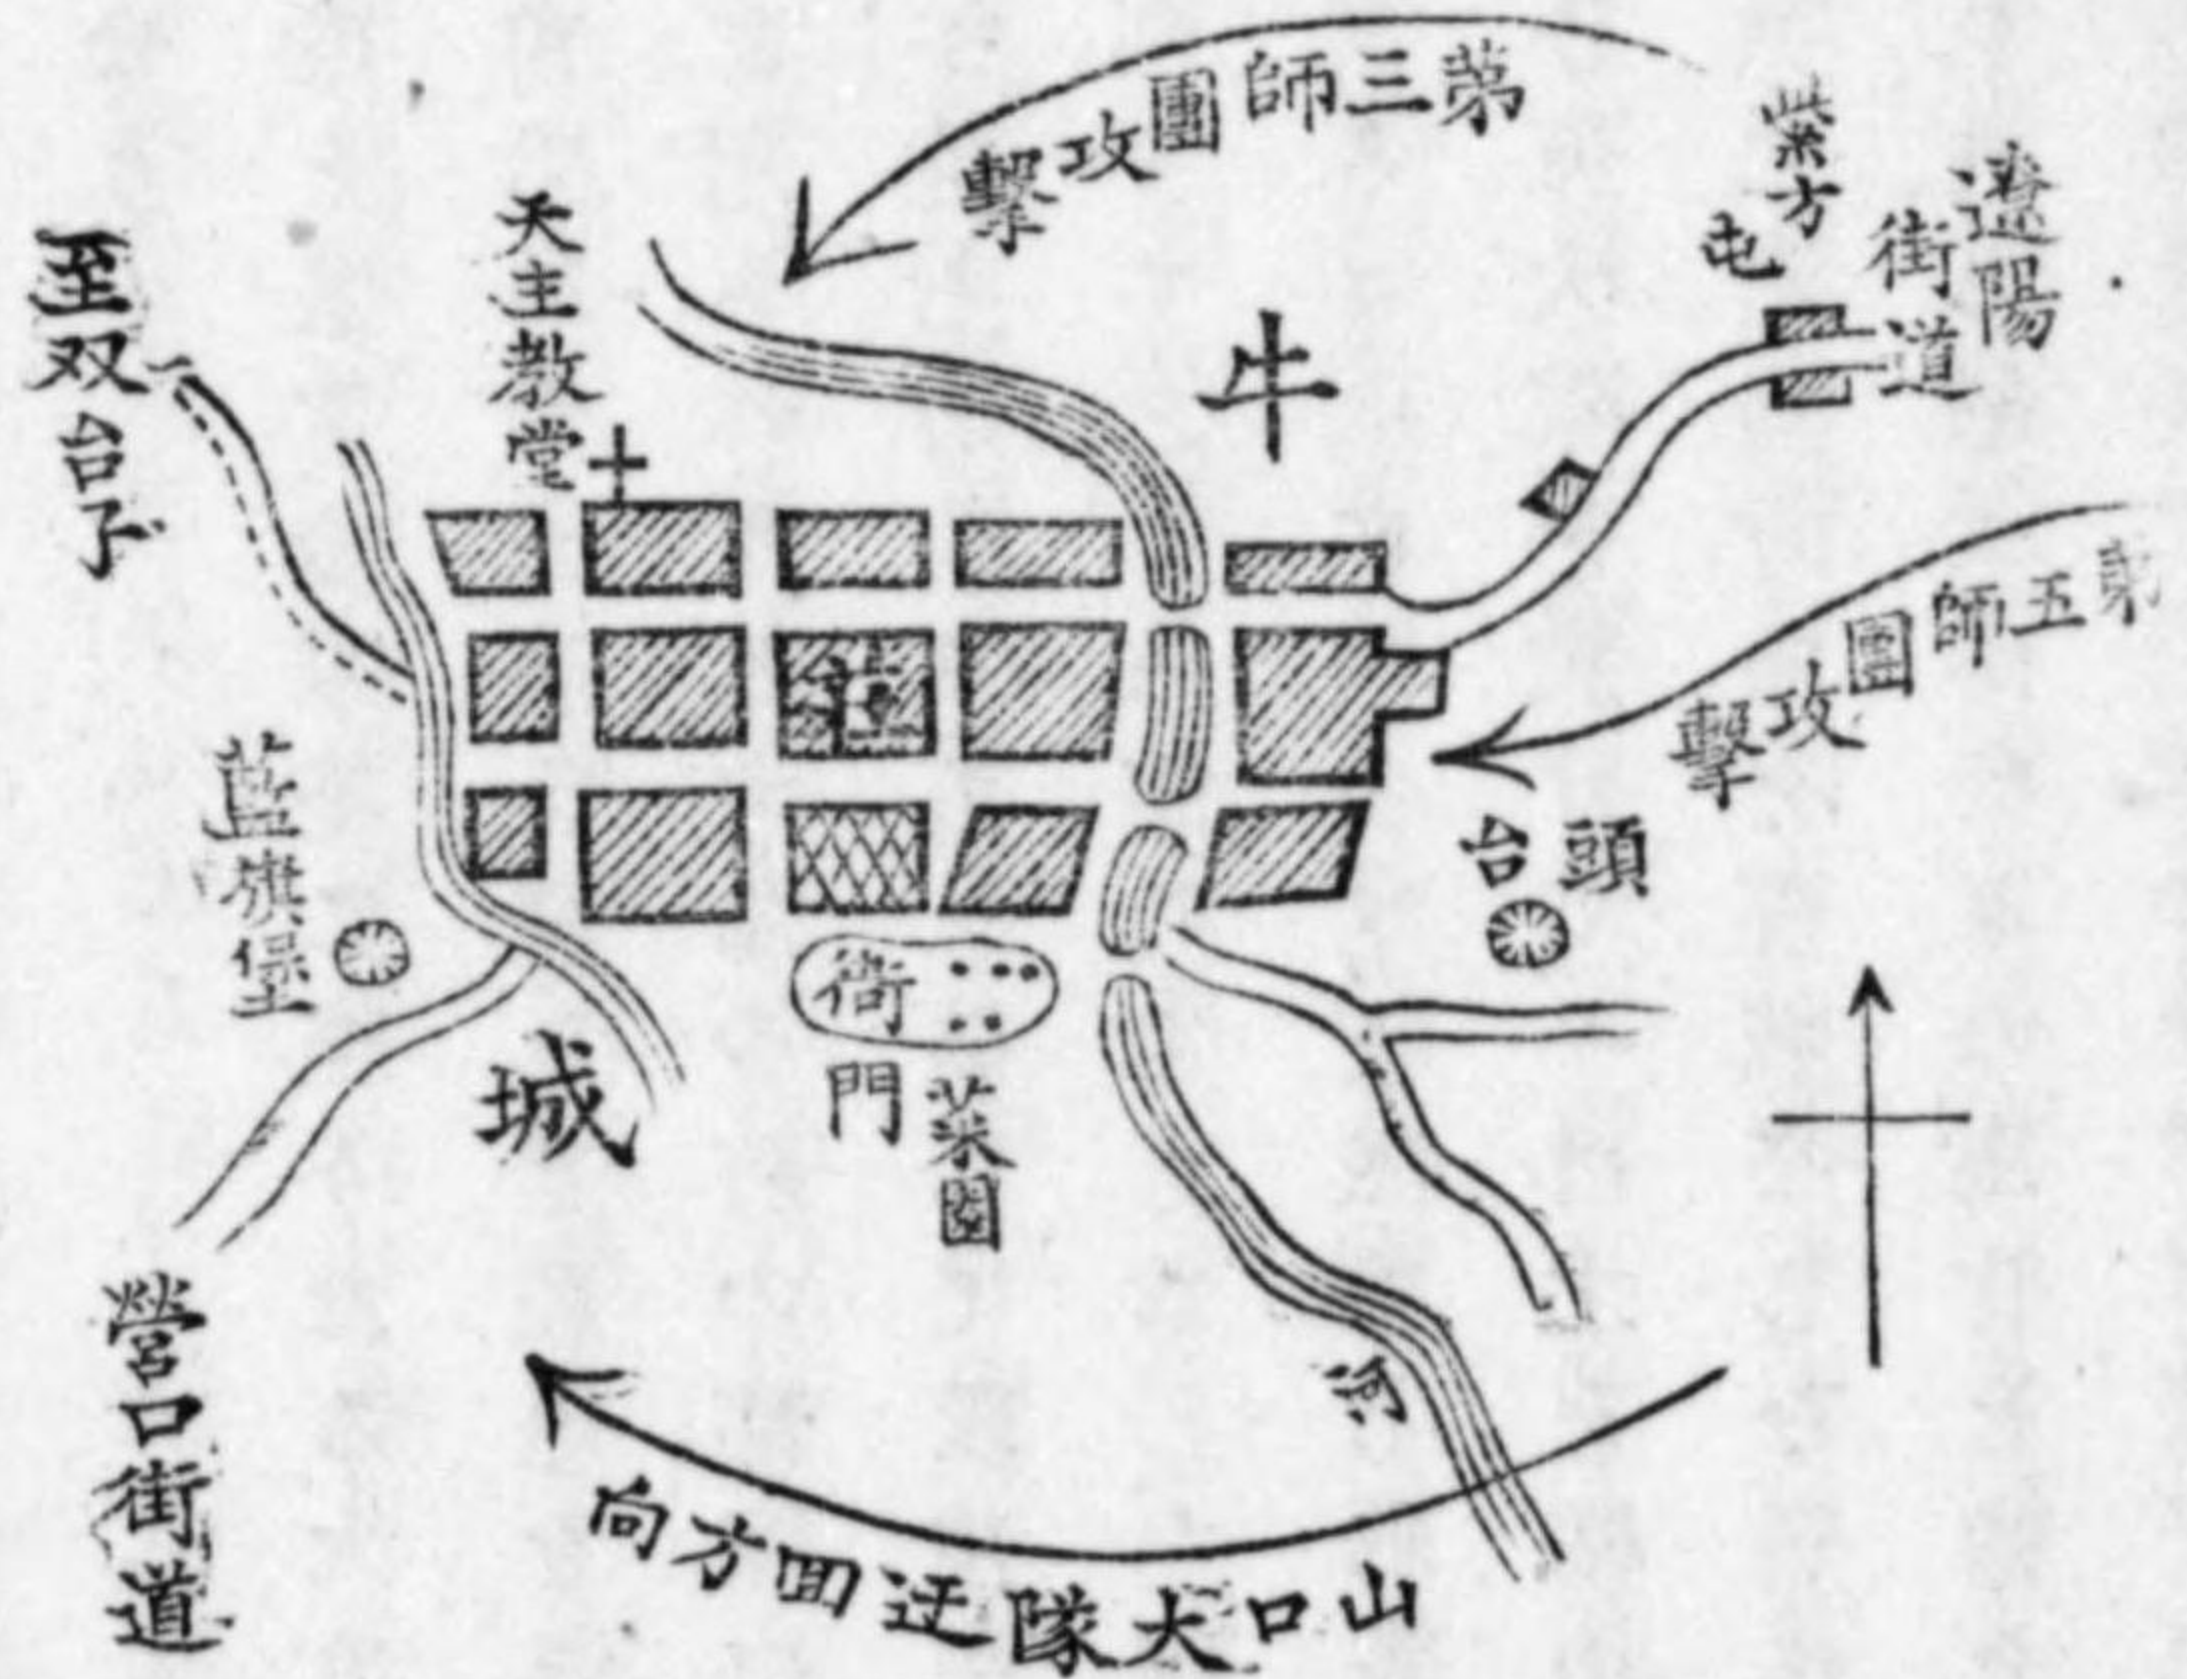 第三師團攻擊
紫方屯
遼陽街道
天主教堂
至双台子
牛
莊
城
第五師團攻擊
頭台
藍旗堡
衙門
菜園
河
營口街道
山口大隊迂回方向